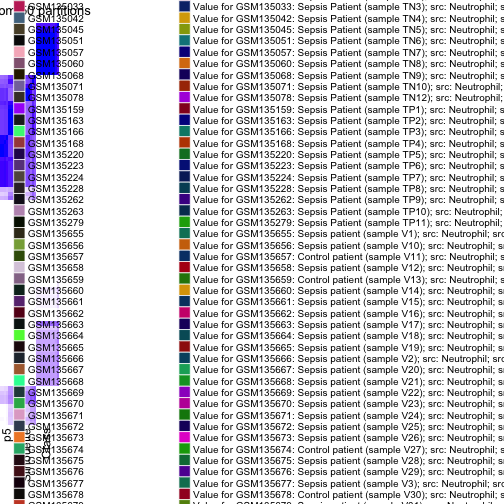 om 50 partitions
GSM135033 Value for GSM135033: Sepsis Patient (sample TN3); src: Neutrophil; s
GSM135042 Value for GSM135042: Sepsis Patient (sample TN4); src: Neutrophil; s
GSM135045 Value for GSM135045: Sepsis Patient (sample TN5); src: Neutrophil; s
GSM135051 Value for GSM135051: Sepsis Patient (sample TN6); src: Neutrophil; s
GSM135057 Value for GSM135057: Sepsis Patient (sample TN7); src: Neutrophil; s
GSM135060 Value for GSM135060: Sepsis Patient (sample TN8); src: Neutrophil; s
GSM135068 Value for GSM135068: Sepsis Patient (sample TN9); src: Neutrophil; s
GSM135071 Value for GSM135071: Sepsis Patient (sample TN10); src: Neutrophil;
GSM135078 Value for GSM135078: Sepsis Patient (sample TN12); src: Neutrophil;
GSM135159 Value for GSM135159: Sepsis Patient (sample TP1); src: Neutrophil; s
GSM135163 Value for GSM135163: Sepsis Patient (sample TP2); src: Neutrophil; s
GSM135166 Value for GSM135166: Sepsis Patient (sample TP3); src: Neutrophil; s
GSM135168 Value for GSM135168: Sepsis Patient (sample TP4); src: Neutrophil; s
GSM135220 Value for GSM135220: Sepsis Patient (sample TP5); src: Neutrophil; s
GSM135223 Value for GSM135223: Sepsis Patient (sample TP6); src: Neutrophil; s
GSM135224 Value for GSM135224: Sepsis Patient (sample TP7); src: Neutrophil; s
GSM135228 Value for GSM135228: Sepsis Patient (sample TP8); src: Neutrophil; s
GSM135262 Value for GSM135262: Sepsis Patient (sample TP9); src: Neutrophil; s
GSM135263 Value for GSM135263: Sepsis Patient (sample TP10); src: Neutrophil;
GSM135279 Value for GSM135279: Sepsis Patient (sample TP11); src: Neutrophil;
GSM135655 Value for GSM135655: Sepsis patient (sample V1); src: Neutrophil; src
GSM135656 Value for GSM135656: Sepsis patient (sample V10); src: Neutrophil; s
GSM135657 Value for GSM135657: Control patient (sample V11); src: Neutrophil; s
GSM135658 Value for GSM135658: Sepsis patient (sample V12); src: Neutrophil; s
GSM135659 Value for GSM135659: Control patient (sample V13); src: Neutrophil; s
GSM135660 Value for GSM135660: Sepsis patient (sample V14); src: Neutrophil; s
GSM135661 Value for GSM135661: Sepsis patient (sample V15); src: Neutrophil; s
GSM135662 Value for GSM135662: Sepsis patient (sample V16); src: Neutrophil; s
GSM135663 Value for GSM135663: Sepsis patient (sample V17); src: Neutrophil; s
GSM135664 Value for GSM135664: Sepsis patient (sample V18); src: Neutrophil; s
GSM135665 Value for GSM135665: Sepsis patient (sample V19); src: Neutrophil; s
GSM135666 Value for GSM135666: Sepsis patient (sample V2); src: Neutrophil; src
GSM135667 Value for GSM135667: Sepsis patient (sample V20); src: Neutrophil; s
GSM135668 Value for GSM135668: Sepsis patient (sample V21); src: Neutrophil; s
GSM135669 Value for GSM135669: Sepsis patient (sample V22); src: Neutrophil; s
GSM135670 Value for GSM135670: Sepsis patient (sample V23); src: Neutrophil; s
GSM135671 Value for GSM135671: Sepsis patient (sample V24); src: Neutrophil; s
GSM135672 Value for GSM135672: Sepsis patient (sample V25); src: Neutrophil; s
GSM135673 Value for GSM135673: Sepsis patient (sample V26); src: Neutrophil; s
GSM135674 Value for GSM135674: Control patient (sample V27); src: Neutrophil; s
GSM135675 Value for GSM135675: Sepsis patient (sample V28); src: Neutrophil; s
GSM135676 Value for GSM135676: Sepsis patient (sample V29); src: Neutrophil; s
GSM135677 Value for GSM135677: Sepsis patient (sample V3); src: Neutrophil; src
GSM135678 Value for GSM135678: Control patient (sample V30); src: Neutrophil; s
p5